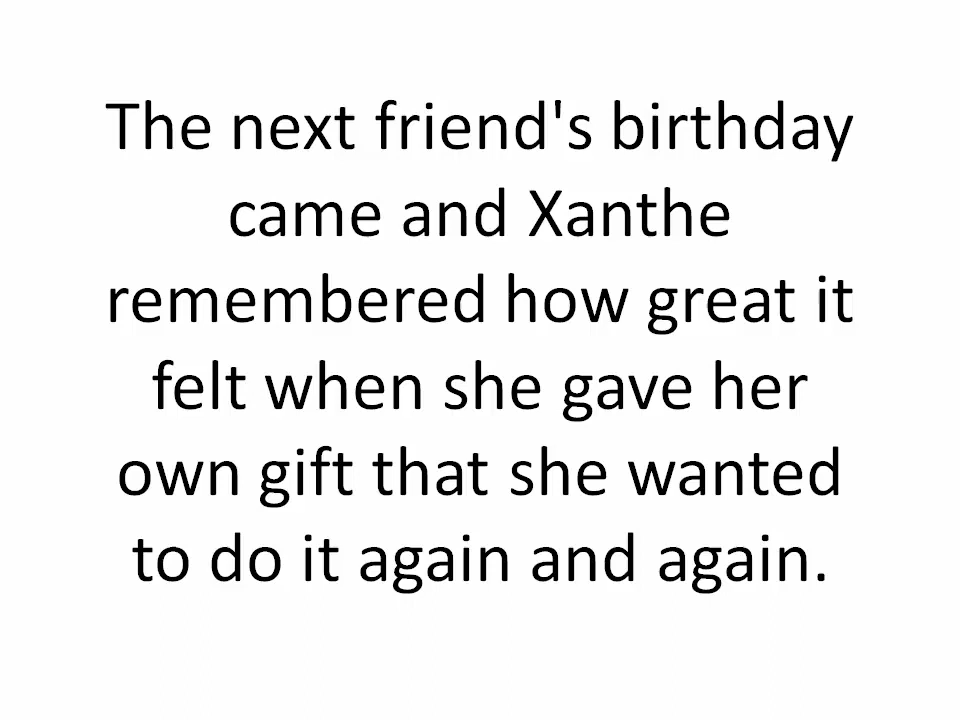 The next friend's birthday
came and Xanthe
remembered how great it
felt when she gave her
own gift that she wanted
to do it again and again.